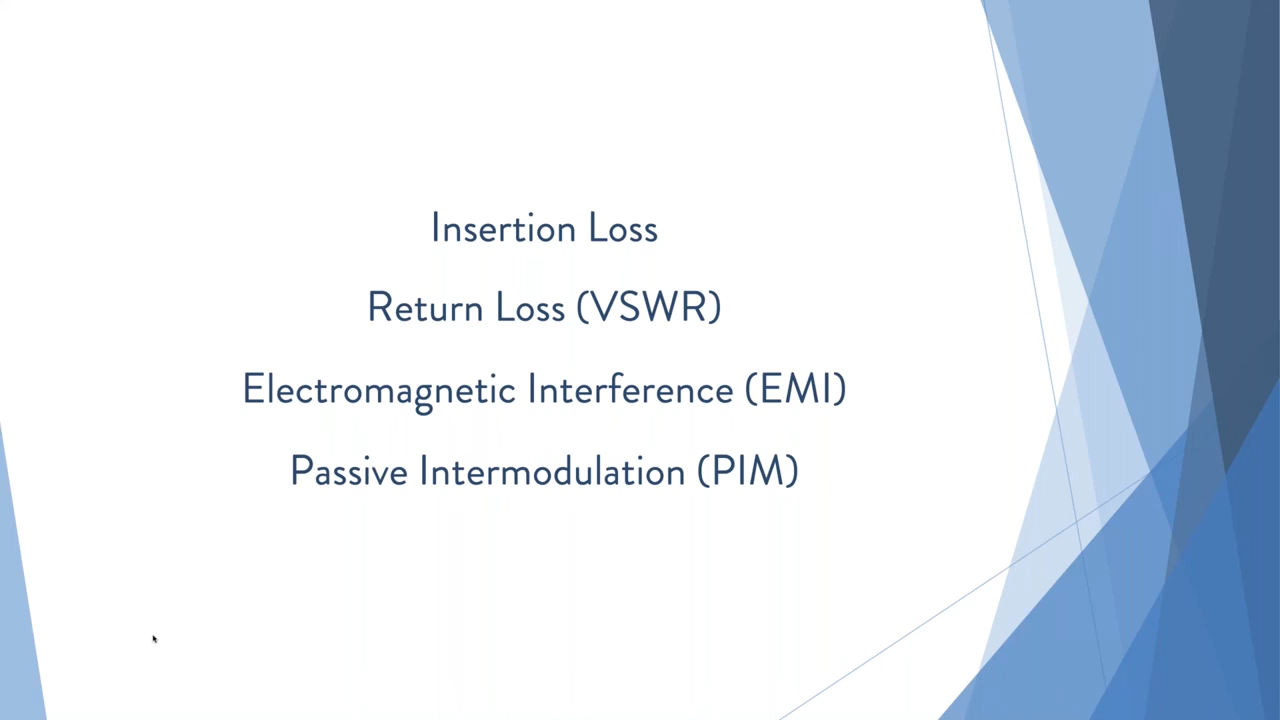 Insertion Loss
Return Loss (VSWR)
Electromagnetic Interference (EMI)
Passive Intermodulation (PIM)